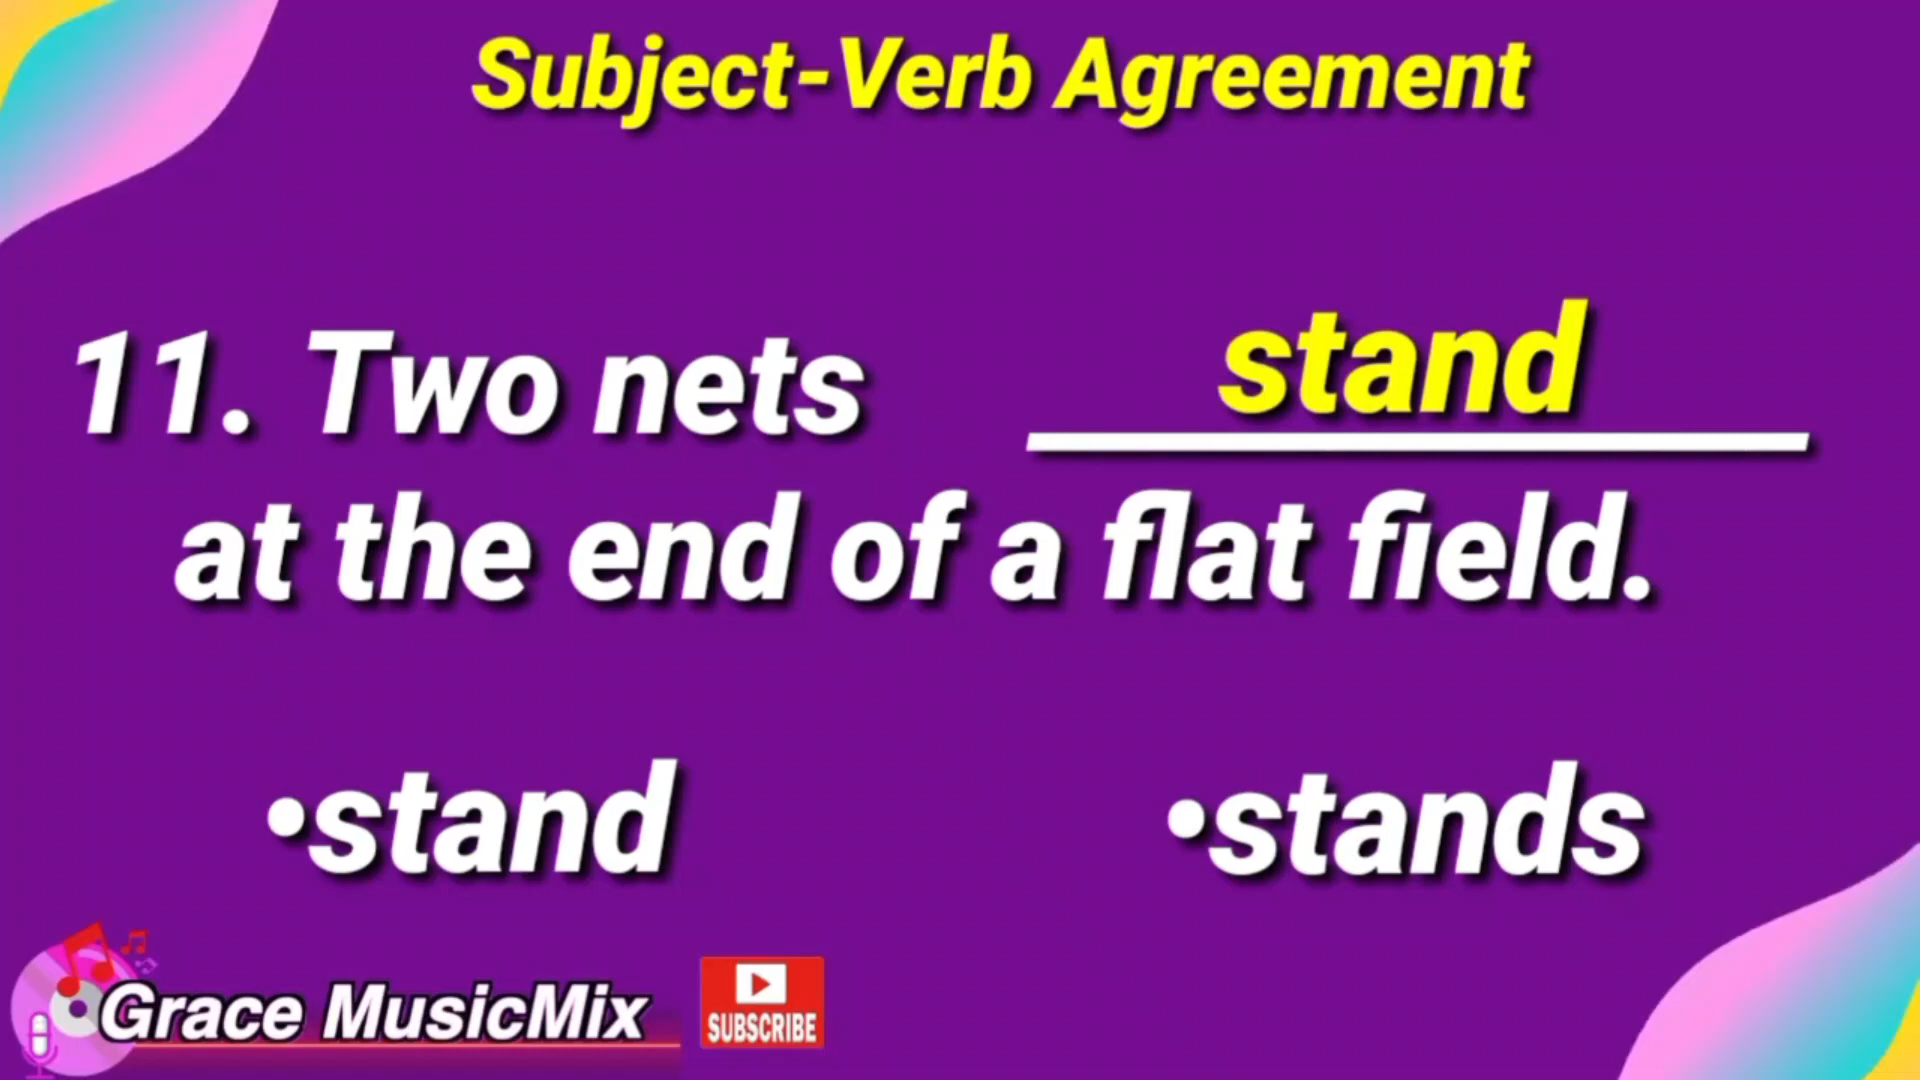 Subject-Verb Agreement
11. Two nets stand
at the end of a flat field.
•stand •stands
Grace MusicMix SUBSCRIBE